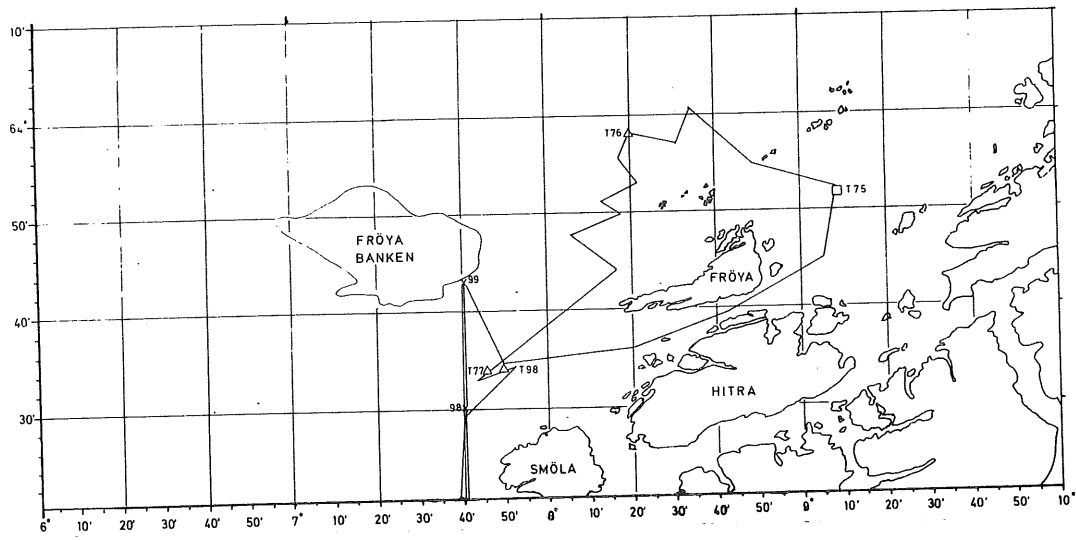 10'
64°
T76
T75
50'
FRÖYA
BANKEN
FRÖYA
99
40'
T77
T98
HITRA
98
30'
SMÖLA
6° 10' 20' 30' 40' 50' 7° 10' 20' 30' 40' 50' 8° 10' 20' 30' 40' 50' 9° 10' 20' 30' 40' 50' 10°